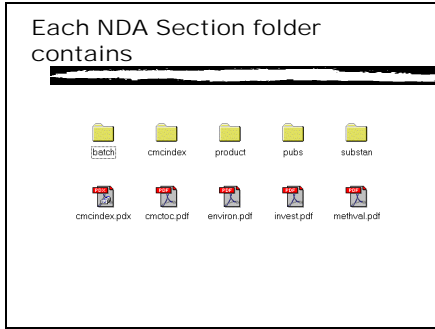 Each NDA Section folder
contains
batch cmcindex product pubs substan
cmcindex.pdx cmctoc.pdf environ.pdf invest.pdf methval.pdf